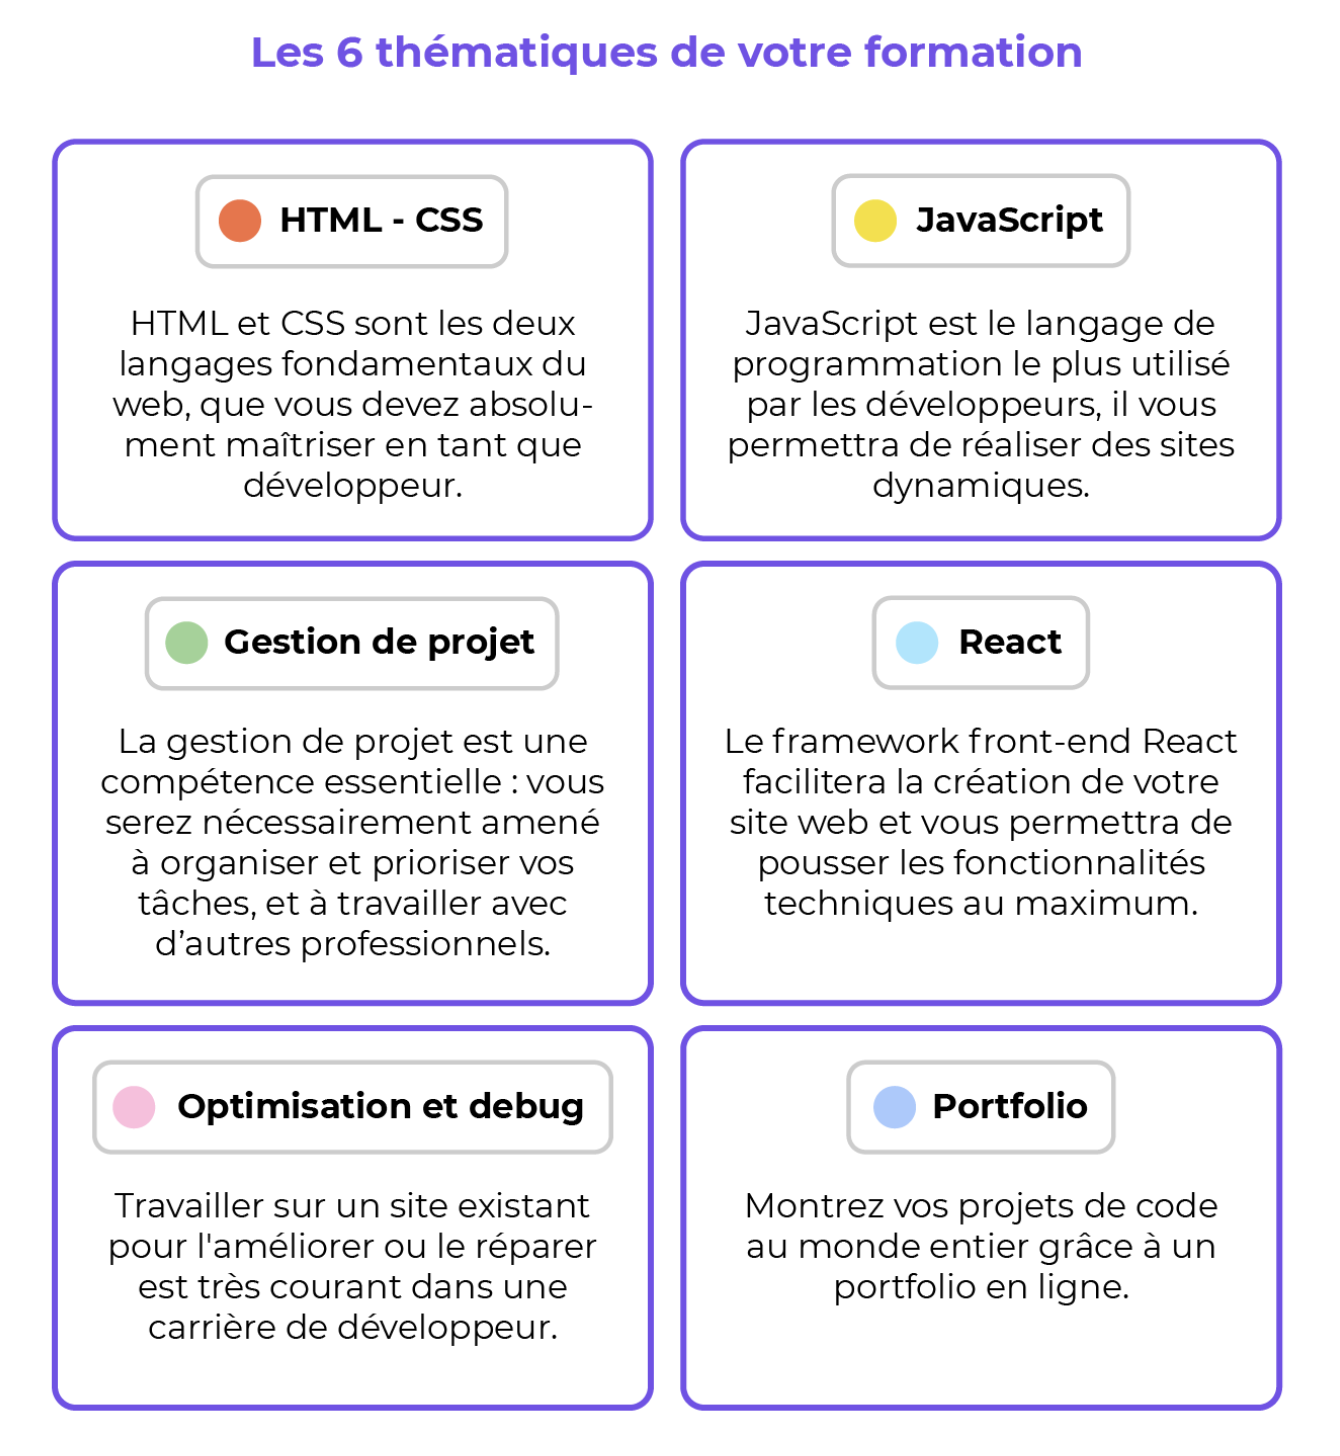 Les 6 thématiques de votre formation
HTML - CSS
HTML et CSS sont les deux
langages fondamentaux du
web, que vous devez absolu-
ment maîtriser en tant que
développeur.
JavaScript
JavaScript est le langage de
programmation le plus utilisé
par les développeurs, il vous
permettra de réaliser des sites
dynamiques.
Gestion de projet
La gestion de projet est une
compétence essentielle : vous
serez nécessairement amené
à organiser et prioriser vos
tâches, et à travailler avec
d’autres professionnels.
React
Le framework front-end React
facilitera la création de votre
site web et vous permettra de
pousser les fonctionnalités
techniques au maximum.
Optimisation et debug
Travailler sur un site existant
pour l'améliorer ou le réparer
est très courant dans une
carrière de développeur.
Portfolio
Montrez vos projets de code
au monde entier grâce à un
portfolio en ligne.